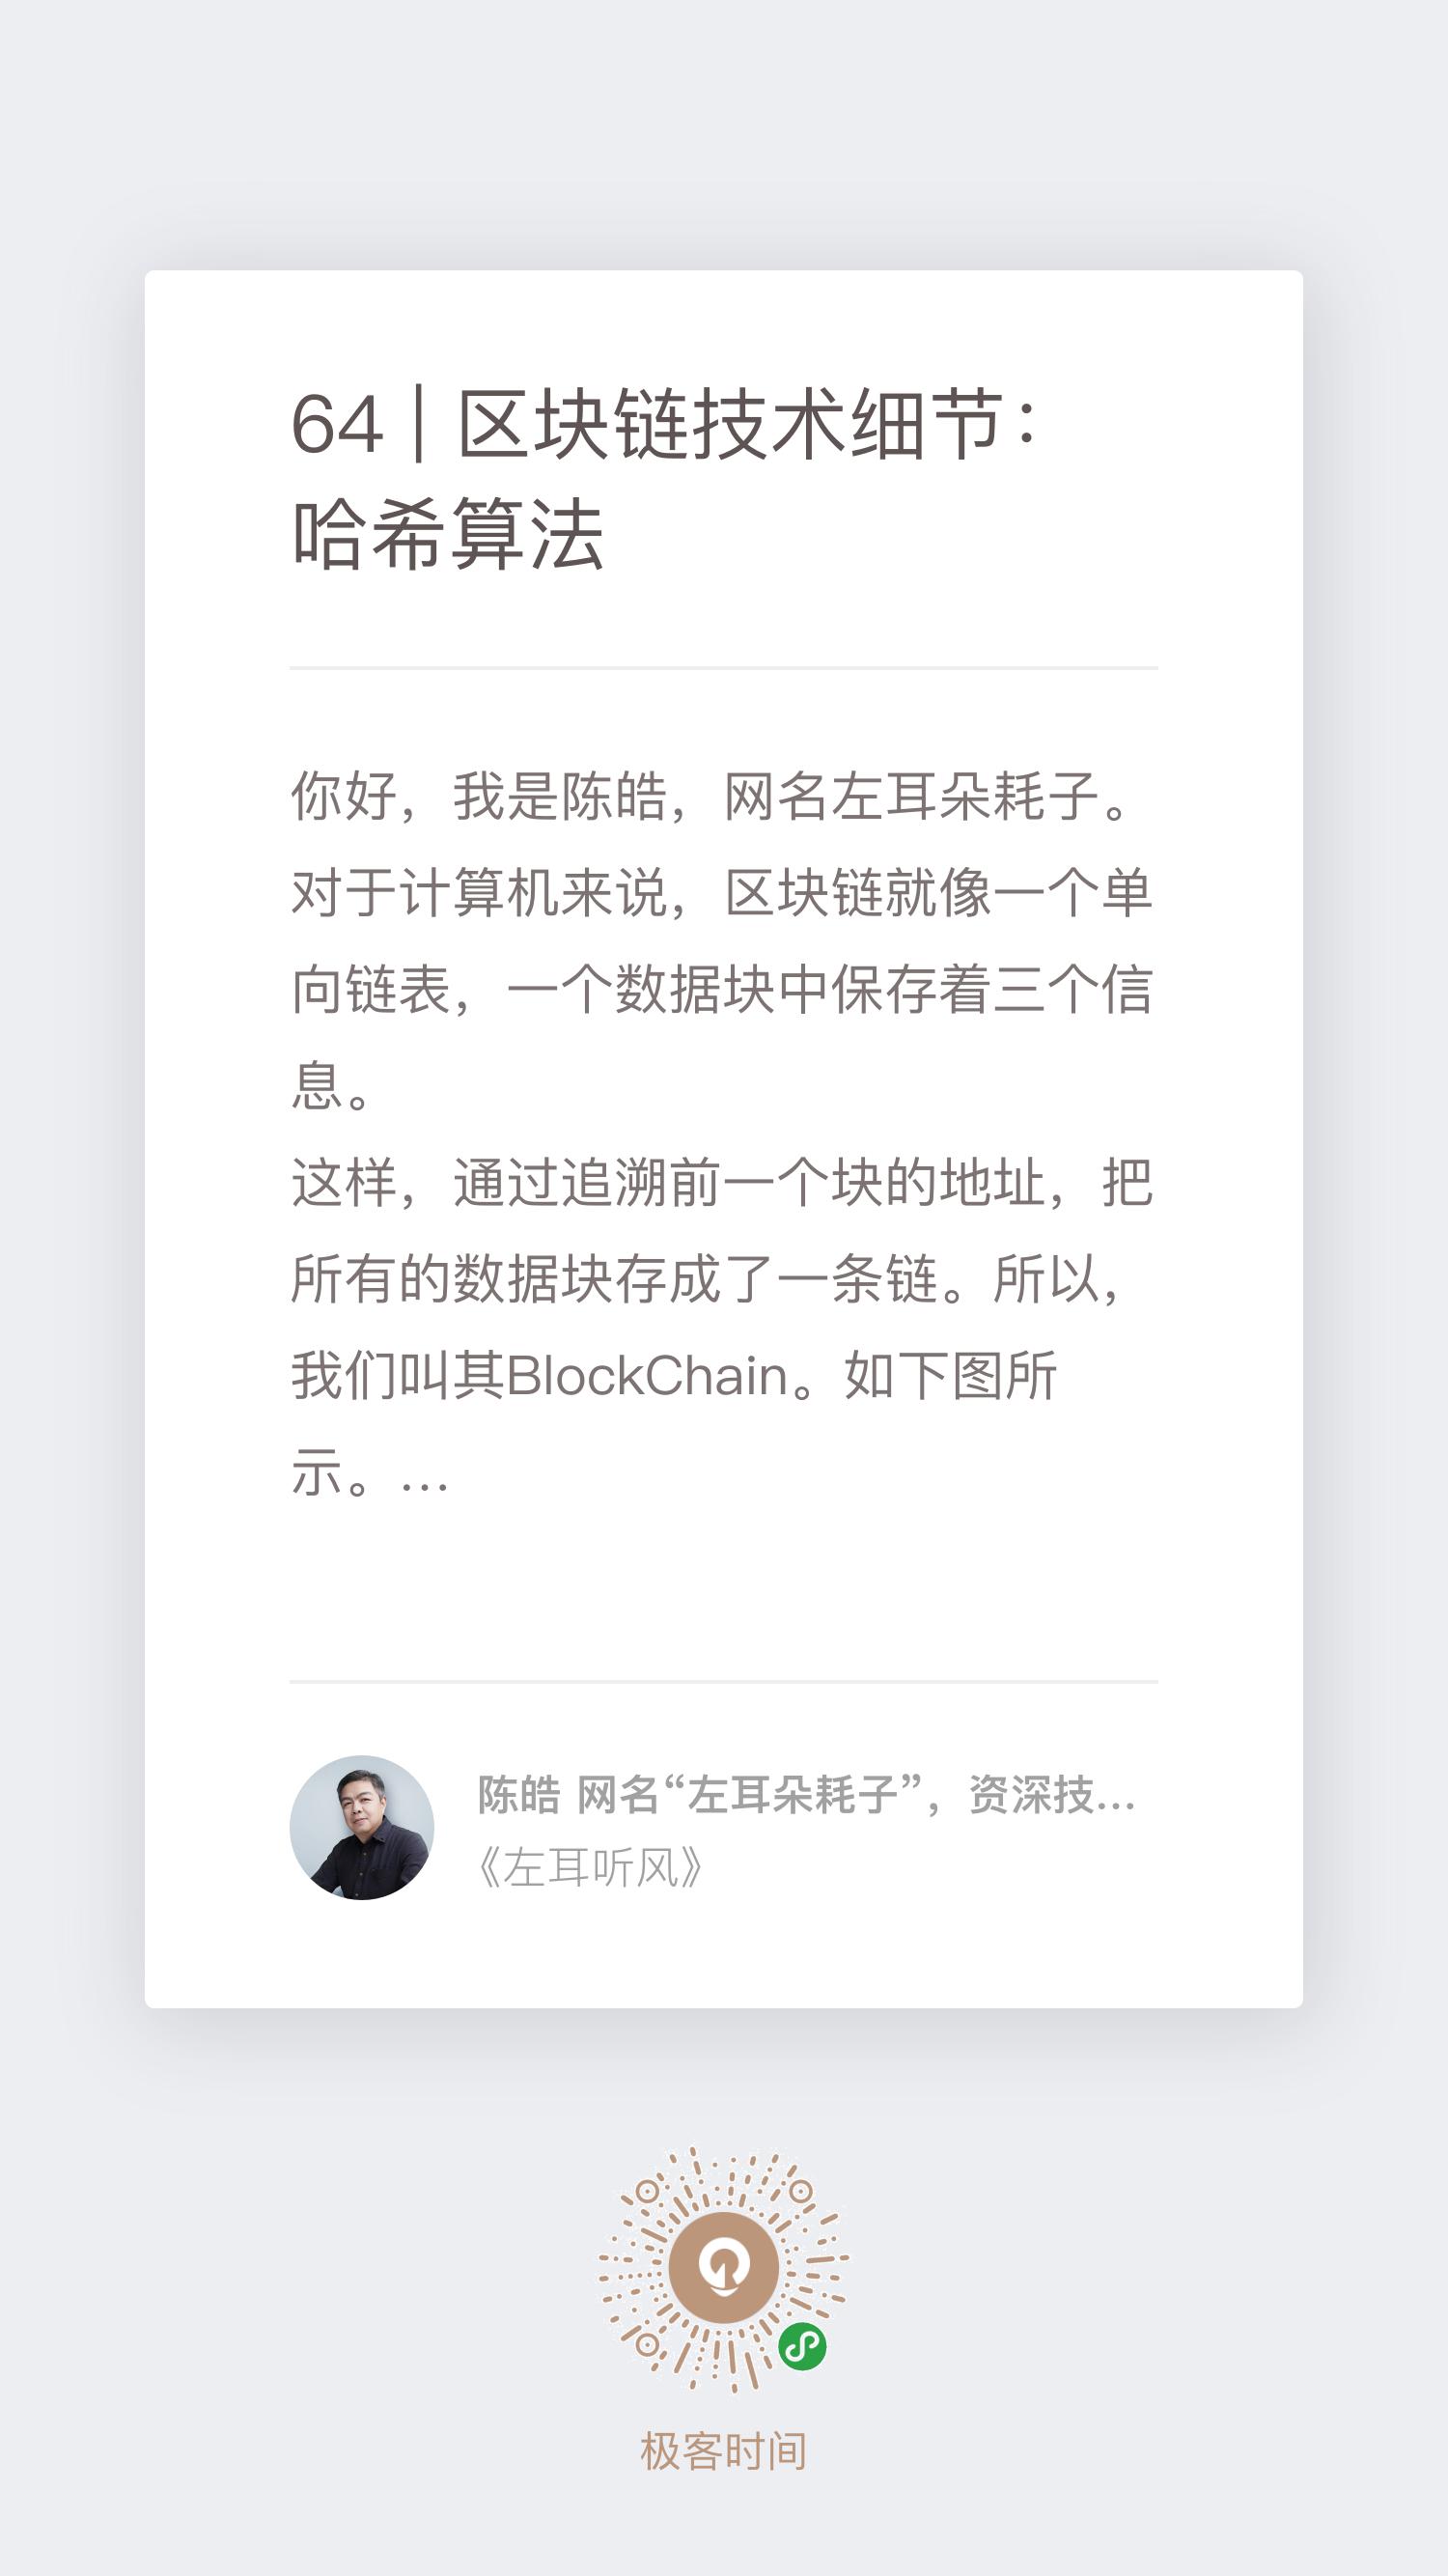 64 | 区块链技术细节：
哈希算法
你好，我是陈皓，网名左耳朵耗子。
对于计算机来说，区块链就像一个单
向链表，一个数据块中保存着三个信
息。
这样，通过追溯前一个块的地址，把
所有的数据块存成了一条链。所以，
我们叫其BlockChain。如下图所
示。...
陈皓 网名“左耳朵耗子”，资深技...
《左耳听风》
极客时间